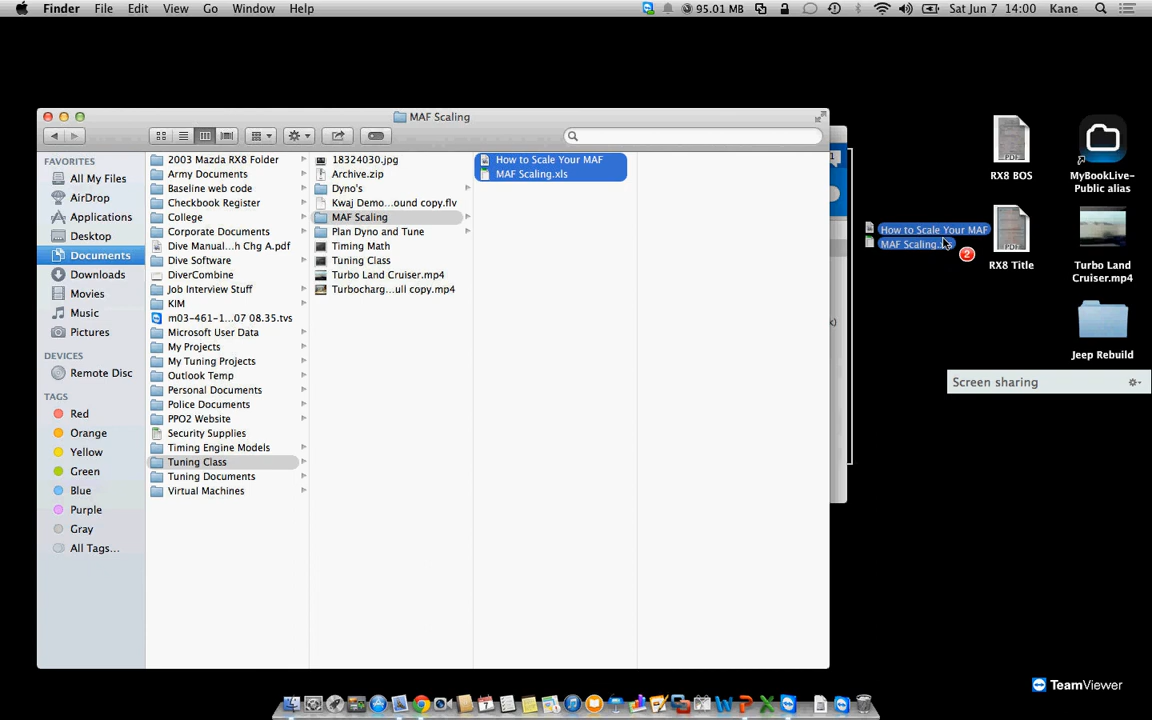 Finder File Edit View Go Window Help 95.01 MB Sat Jun 7 14:00 Kane
MAF Scaling
FAVORITES
All My Files
AirDrop
Applications
Desktop
Documents
Downloads
Movies
Music
Pictures
DEVICES
Remote Disc
TAGS
Red
Orange
Yellow
Green
Blue
Purple
Gray
All Tags...
2003 Mazda RX8 Folder
Army Documents
Baseline web code
Checkbook Register
College
Corporate Documents
Dive Manual...h Chg A.pdf
Dive Software
DiverCombine
Job Interview Stuff
KIM
m03-461-1...07 08.35.tvs
Microsoft User Data
My Projects
My Tuning Projects
Outlook Temp
Personal Documents
Police Documents
PPO2 Website
Security Supplies
Timing Engine Models
Tuning Class
Tuning Documents
Virtual Machines
18324030.jpg
Archive.zip
Dyno's
Kwaj Demo...ound copy.flv
MAF Scaling
Plan Dyno and Tune
Timing Math
Tuning Class
Turbo Land Cruiser.mp4
Turbocharg...ull copy.mp4
How to Scale Your MAF
MAF Scaling.xls
How to Scale Your MAF
MAF Scaling
2
PDF
RX8 BOS
PDF
RX8 Title
MyBookLive-
Public alias
Turbo Land
Cruiser.mp4
Jeep Rebuild
Screen sharing
TeamViewer